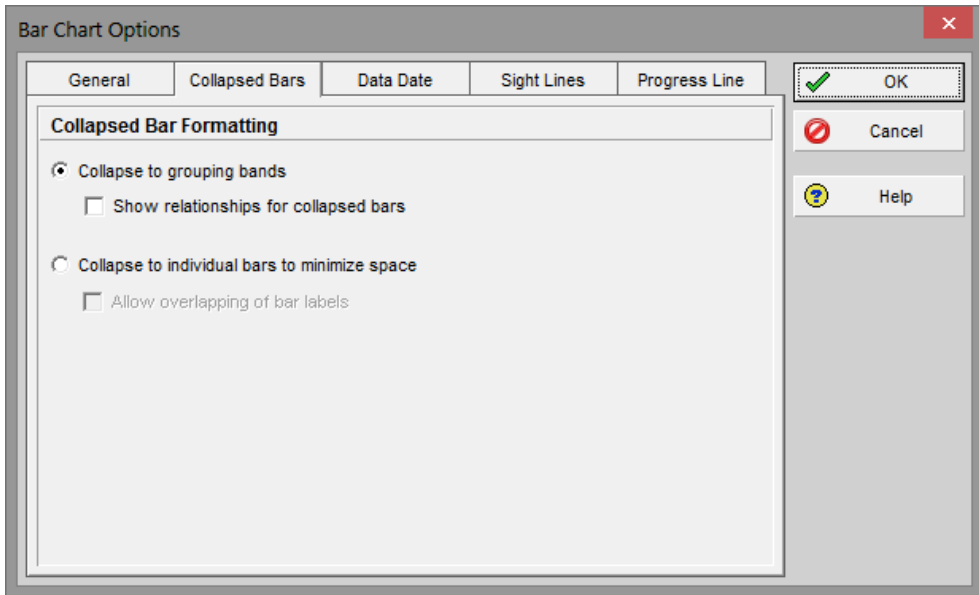 Bar Chart Options
General
Collapsed Bars
Data Date
Sight Lines
Progress Line
Collapsed Bar Formatting
Collapse to grouping bands
Show relationships for collapsed bars
Collapse to individual bars to minimize space
Allow overlapping of bar labels
OK
Cancel
? Help